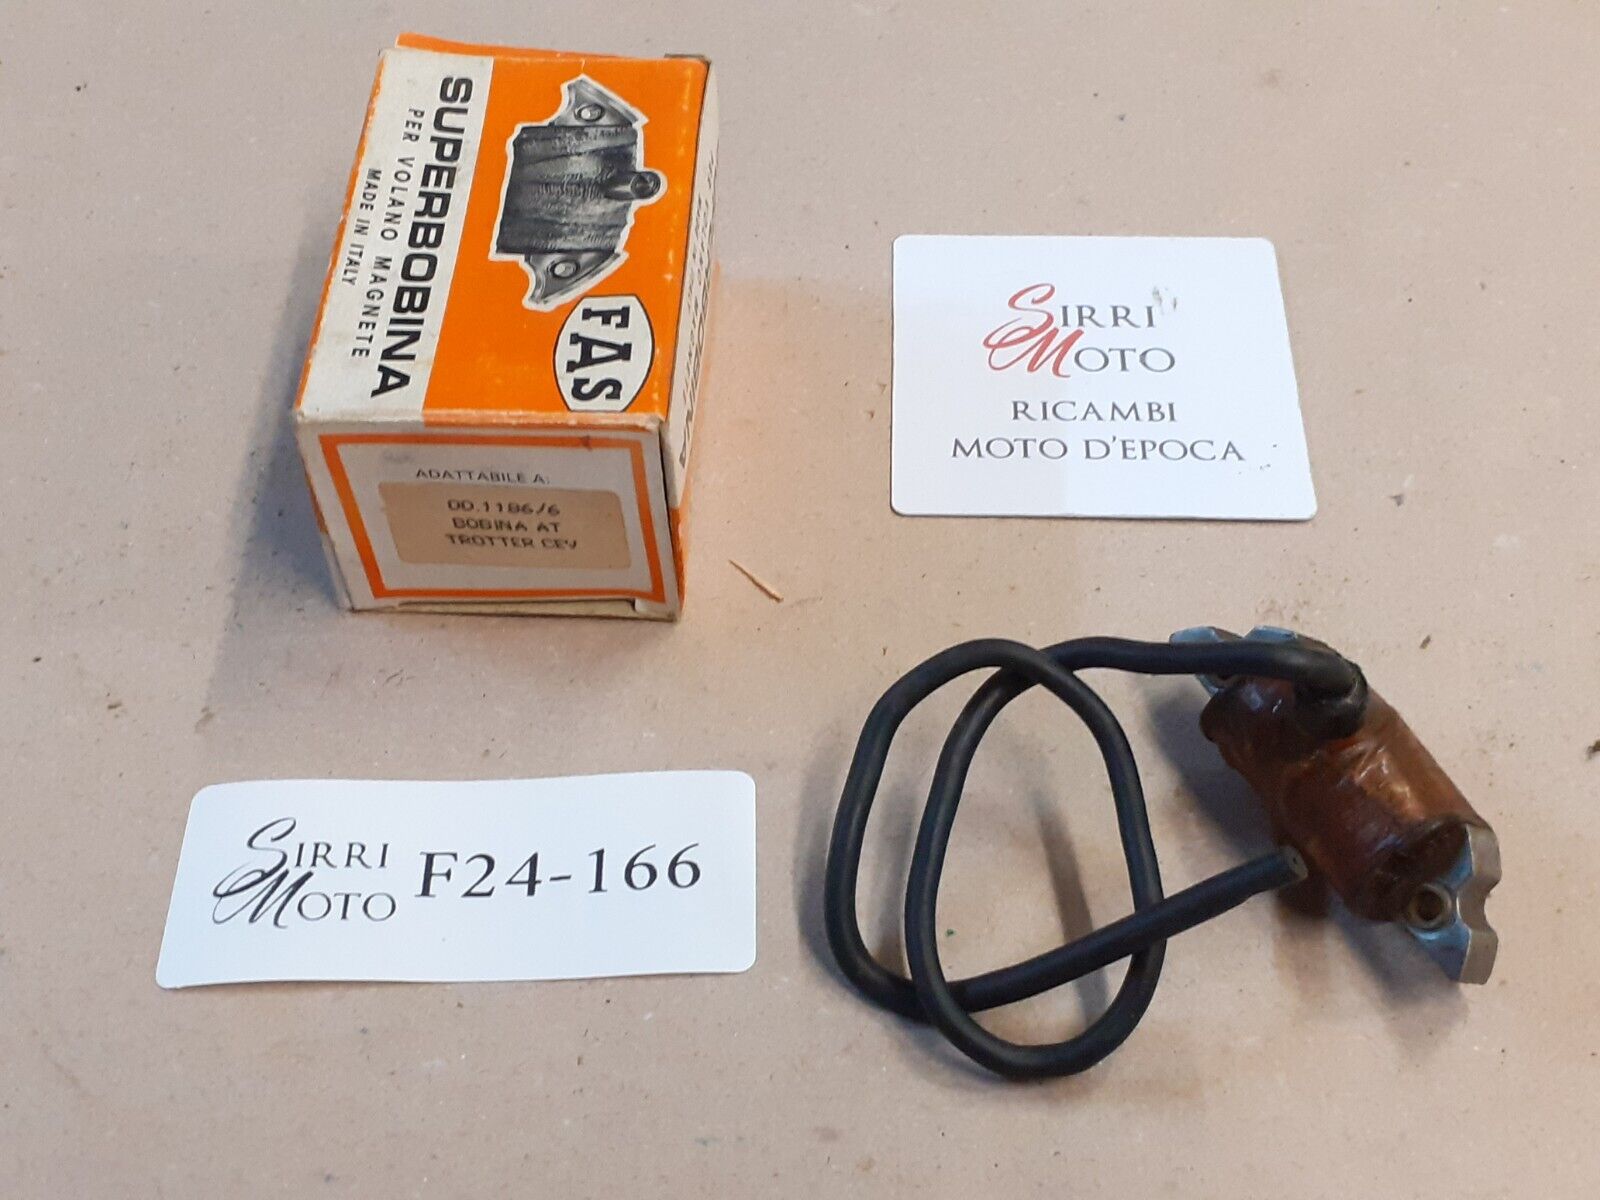 SUPERBOBINA
PER VOLANO MAGNETE
MADE IN ITALY
FAS
ADATTABILE A:
OD.1186/6
BOBINA AT
TROTTER CEV
SIRRI
MOTO
RICAMBI
MOTO D'EPOCA
SIRRI
MOTO
F24-166